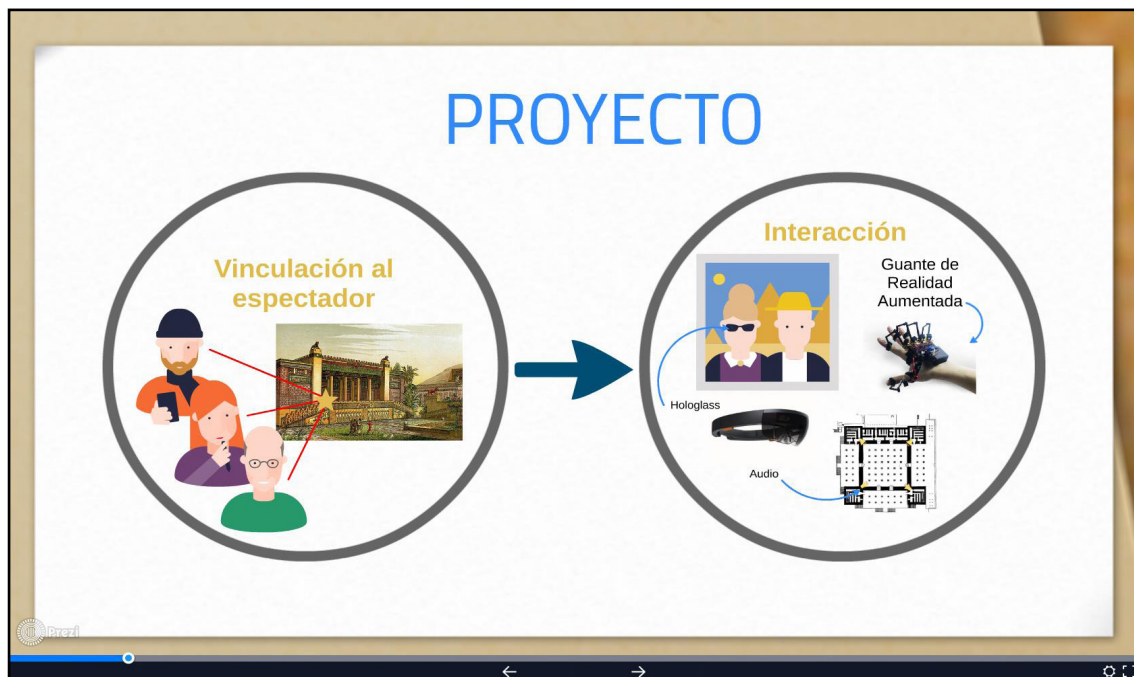 PROYECTO
Vinculación al
espectador
Interacción
Guante de
Realidad
Aumentada
Hologlass
Audio
Prezi